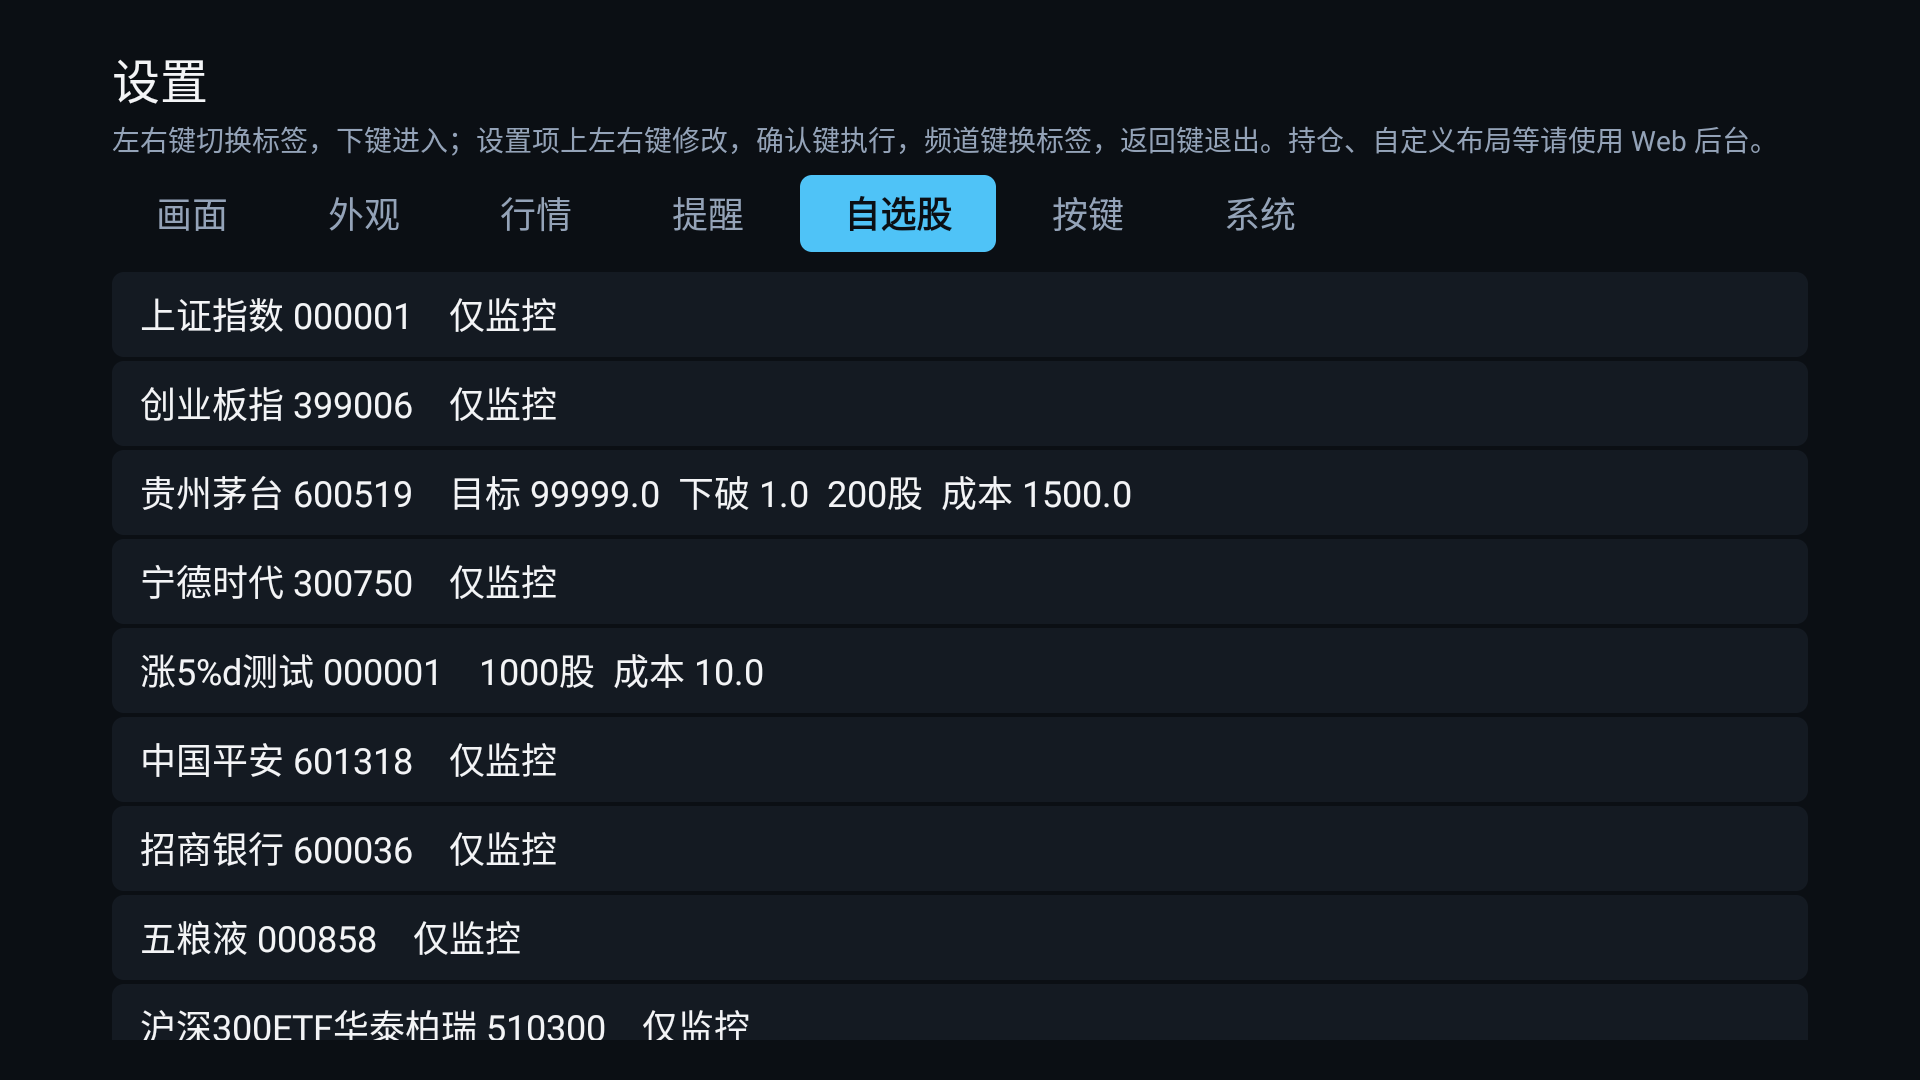 设置
左右键切换标签，下键进入；设置项上左右键修改，确认键执行，频道键换标签，返回键退出。持仓、自定义布局等请使用 Web 后台。
画面 外观 行情 提醒 自选股 按键 系统
上证指数 000001 仅监控
创业板指 399006 仅监控
贵州茅台 600519 目标 99999.0 下破 1.0 200股 成本 1500.0
宁德时代 300750 仅监控
涨5%d测试 000001 1000股 成本 10.0
中国平安 601318 仅监控
招商银行 600036 仅监控
五粮液 000858 仅监控
沪深300ETF华泰柏瑞 510300 仅监控